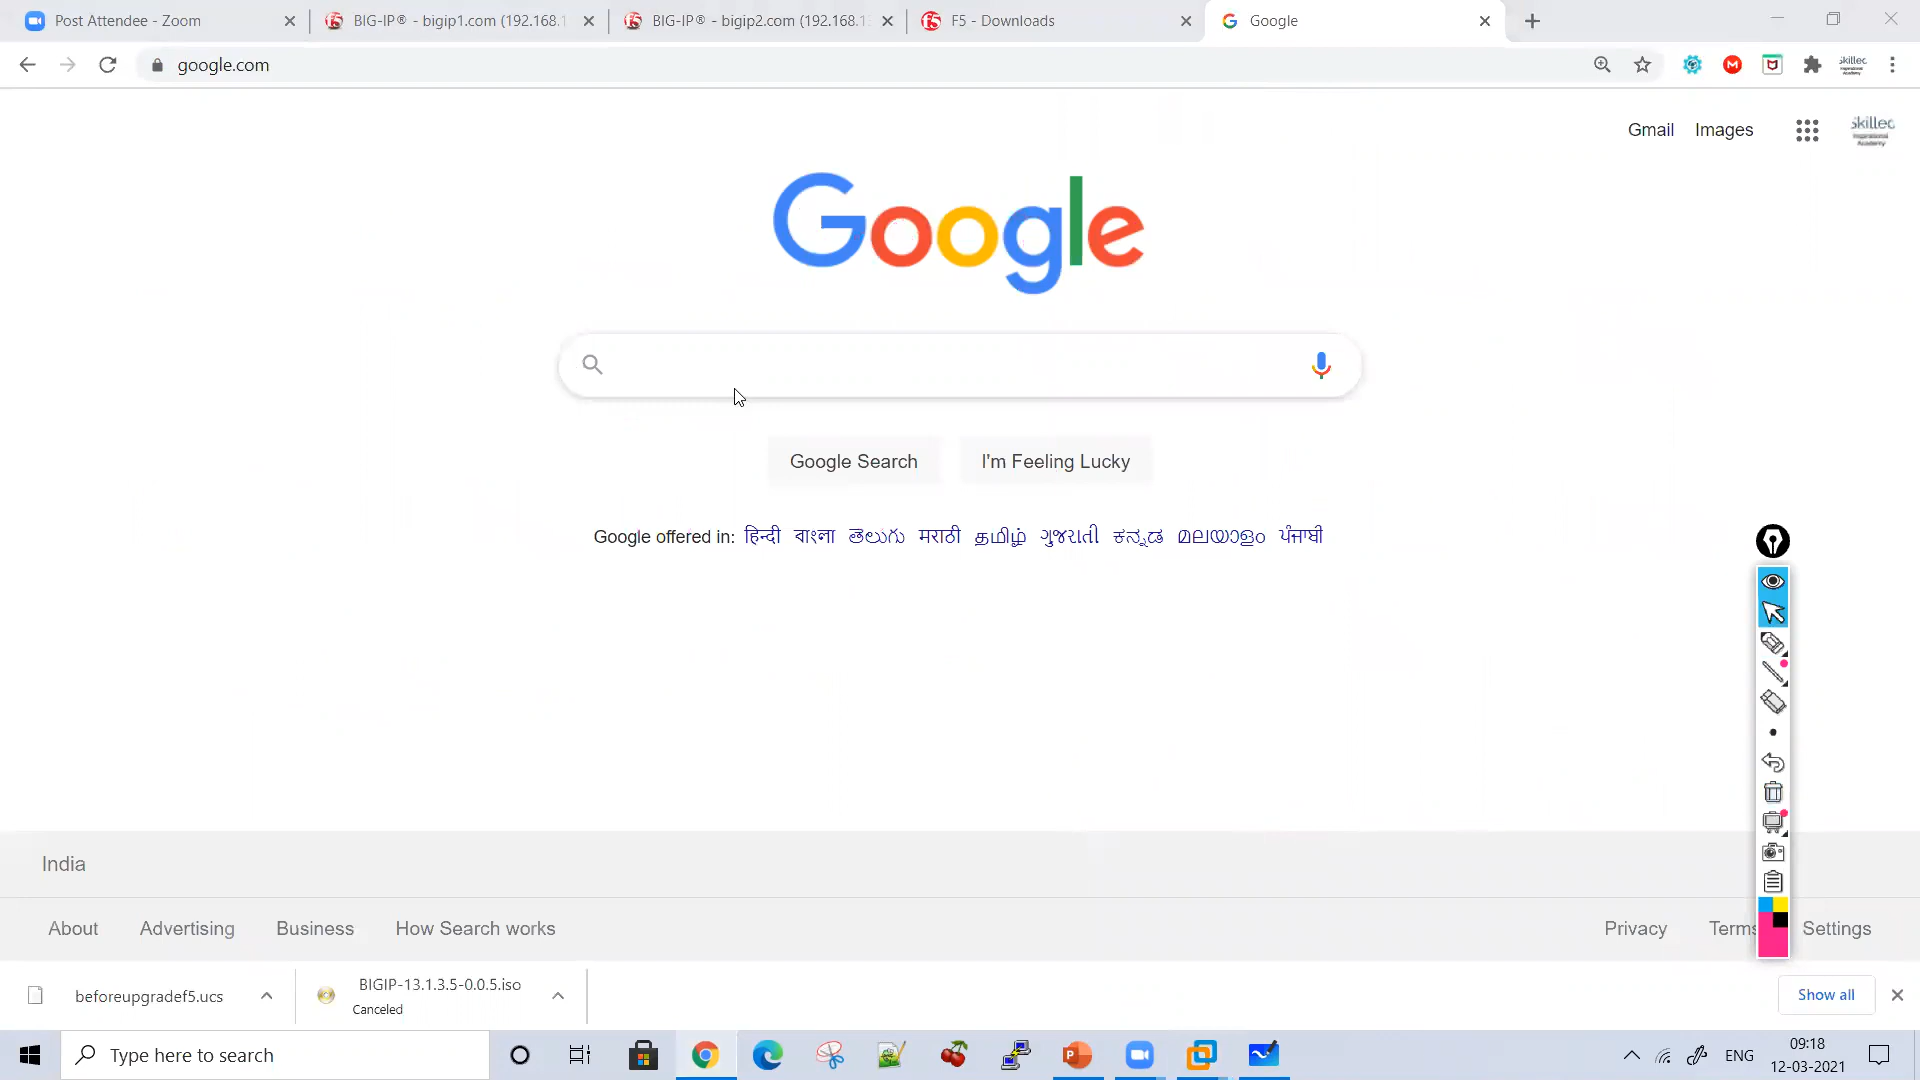 Post Attendee - Zoom
BIG-IP® - bigip1.com (192.168.1
BIG-IP® - bigip2.com (192.168.1
F5 - Downloads
Google
google.com
Gmail Images
Skilled
Inspirational
Academy
Google
Google Search I'm Feeling Lucky
Google offered in: हिन्दी বাংলা తెలుగు मराठी தமிழ் ગુજરાતી ಕನ್ನಡ മലയാളം ਪੰਜਾਬੀ
India
About Advertising Business How Search works Privacy Terms Settings
beforeupgradef5.ucs
BIGIP-13.1.3.5-0.0.5.iso
Canceled
Show all
Type here to search
ENG
09:18
12-03-2021